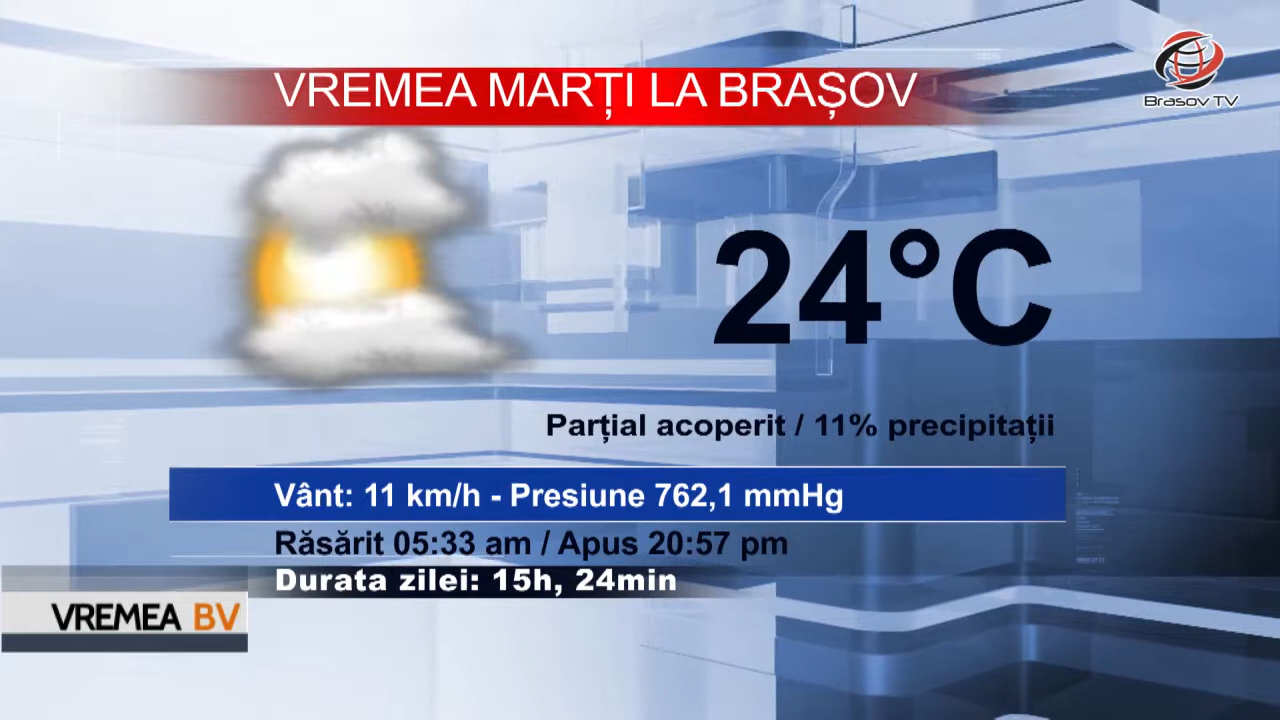 VREMEA MARȚI LA BRAȘOV
Brasov TV
24°C
Parțial acoperit / 11% precipitații
Vânt: 11 km/h - Presiune 762,1 mmHg
Răsărit 05:33 am / Apus 20:57 pm
Durata zilei: 15h, 24min
VREMEA BV